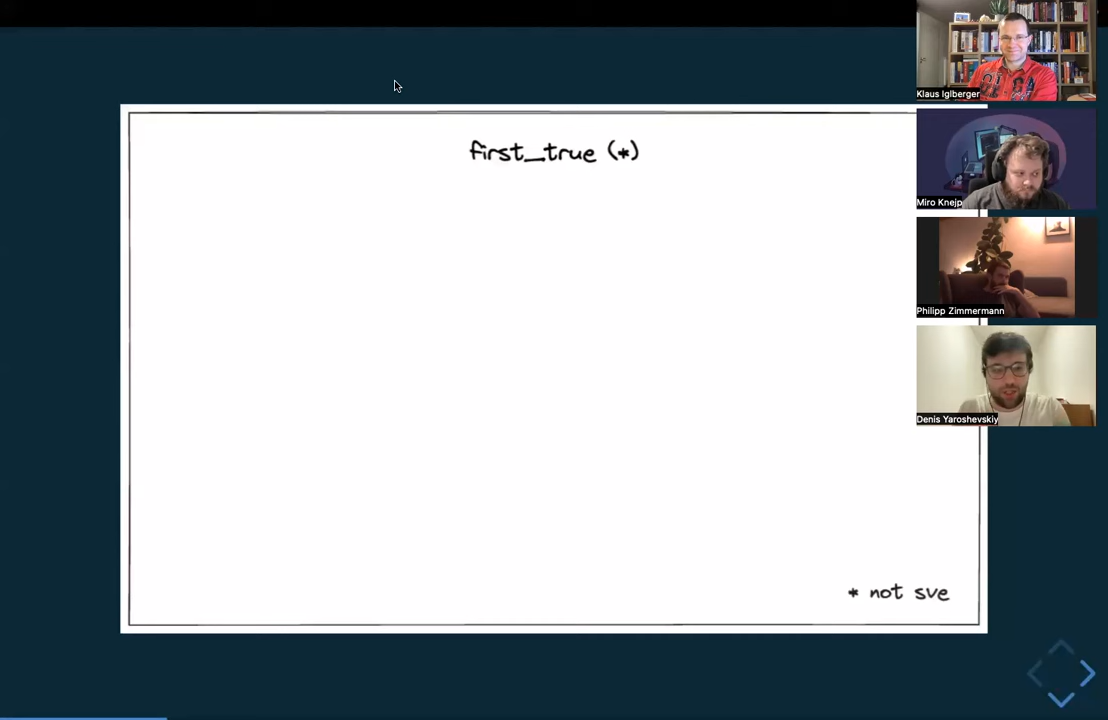 first_true (*)
* not sve
Klaus Iglberger
Miro Knejp
Philipp Zimmermann
Denis Yaroshevskiy